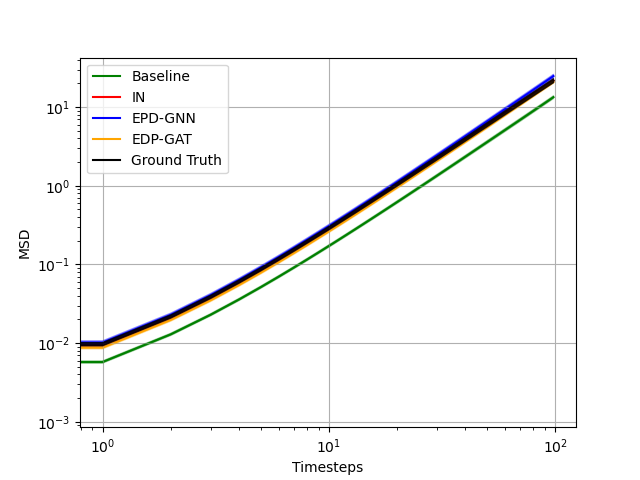 Baseline
IN
EPD-GNN
EDP-GAT
Ground Truth
MSD
10¹
10⁰
10⁻¹
10⁻²
10⁻³
10⁰
10¹
10²
Timesteps